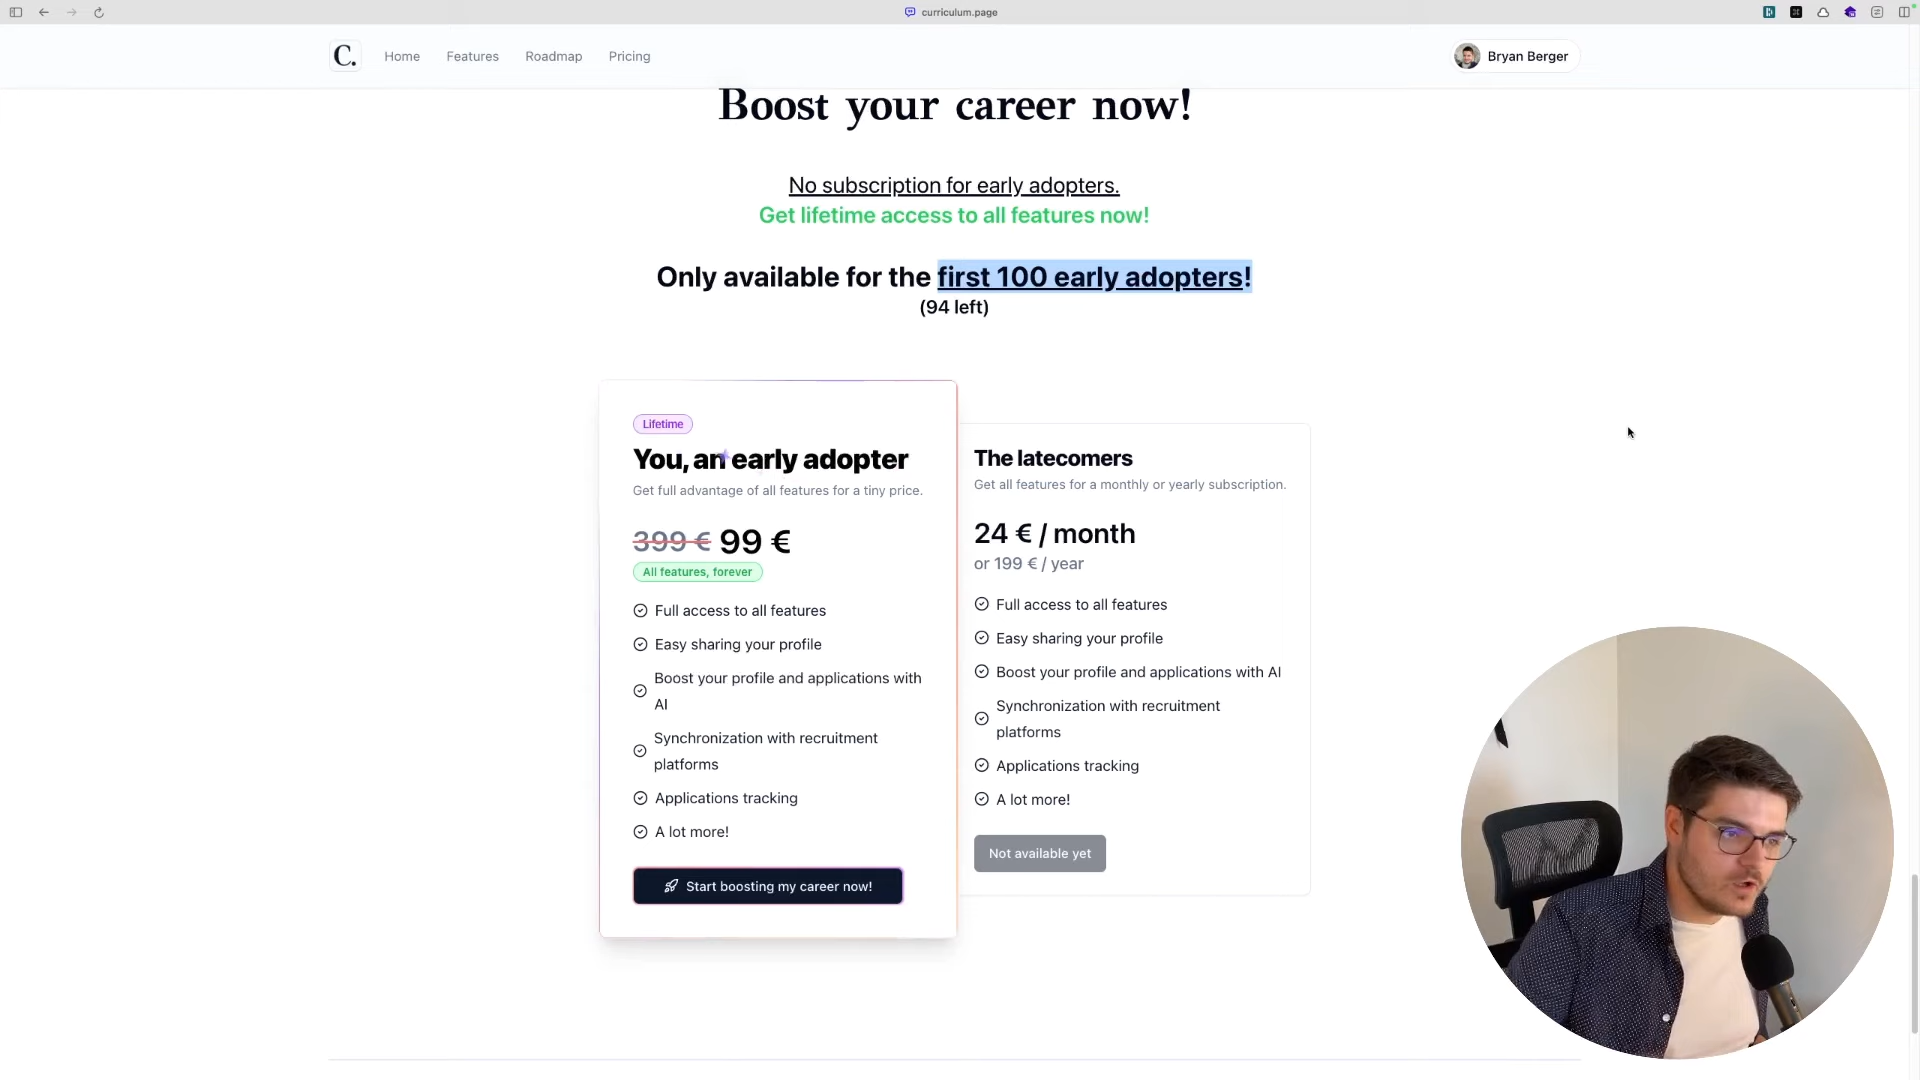 curriculum.page
C.
Home
Features
Roadmap
Pricing
Bryan Berger
Boost your career now!
No subscription for early adopters.
Get lifetime access to all features now!
Only available for the first 100 early adopters!
(94 left)
Lifetime
You, an early adopter
Get full advantage of all features for a tiny price.
399 € 99 €
All features, forever
Full access to all features
Easy sharing your profile
Boost your profile and applications with
AI
Synchronization with recruitment
platforms
Applications tracking
A lot more!
Start boosting my career now!
The latecomers
Get all features for a monthly or yearly subscription.
24 € / month
or 199 € / year
Full access to all features
Easy sharing your profile
Boost your profile and applications with AI
Synchronization with recruitment
platforms
Applications tracking
A lot more!
Not available yet